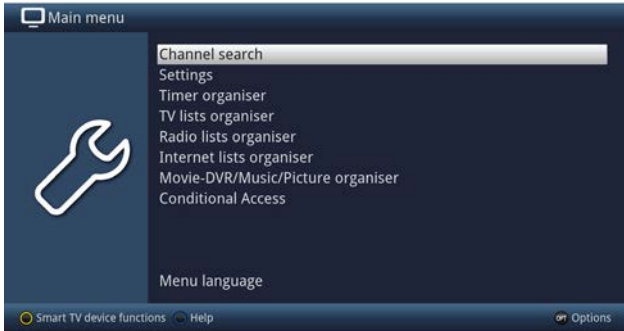 Main menu
Channel search
Settings
Timer organiser
TV lists organiser
Radio lists organiser
Internet lists organiser
Movie-DVR/Music/Picture organiser
Conditional Access
Menu language
Smart TV device functions Help OPT Options